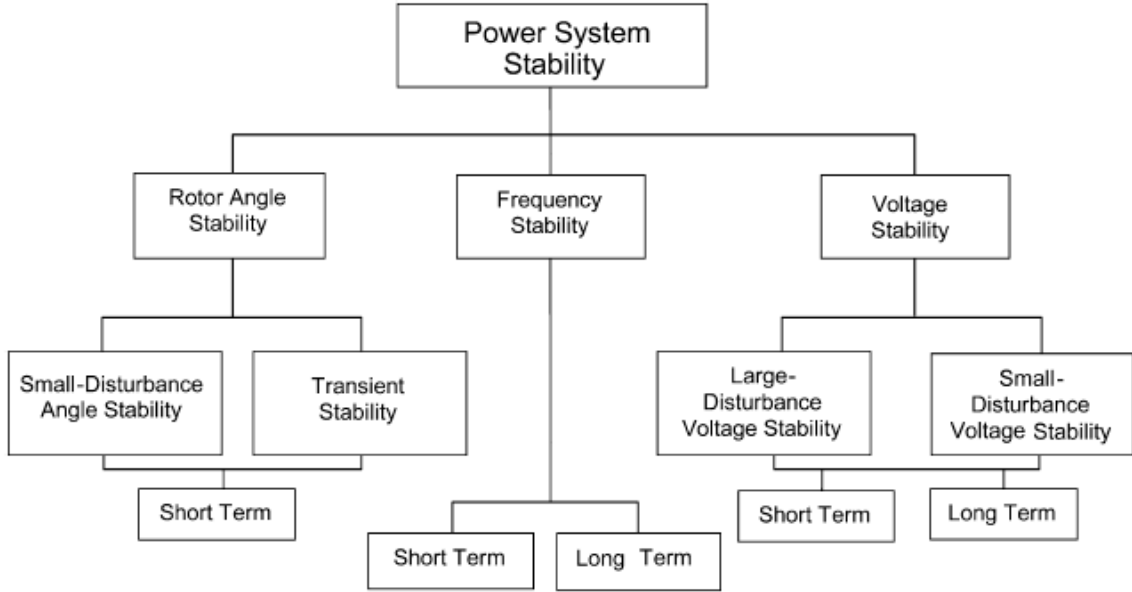 Power System
Stability
Rotor Angle
Stability
Frequency
Stability
Voltage
Stability
Small-Disturbance
Angle Stability
Transient
Stability
Large-
Disturbance
Voltage Stability
Small-
Disturbance
Voltage Stability
Short Term
Short Term
Long Term
Short Term
Long Term